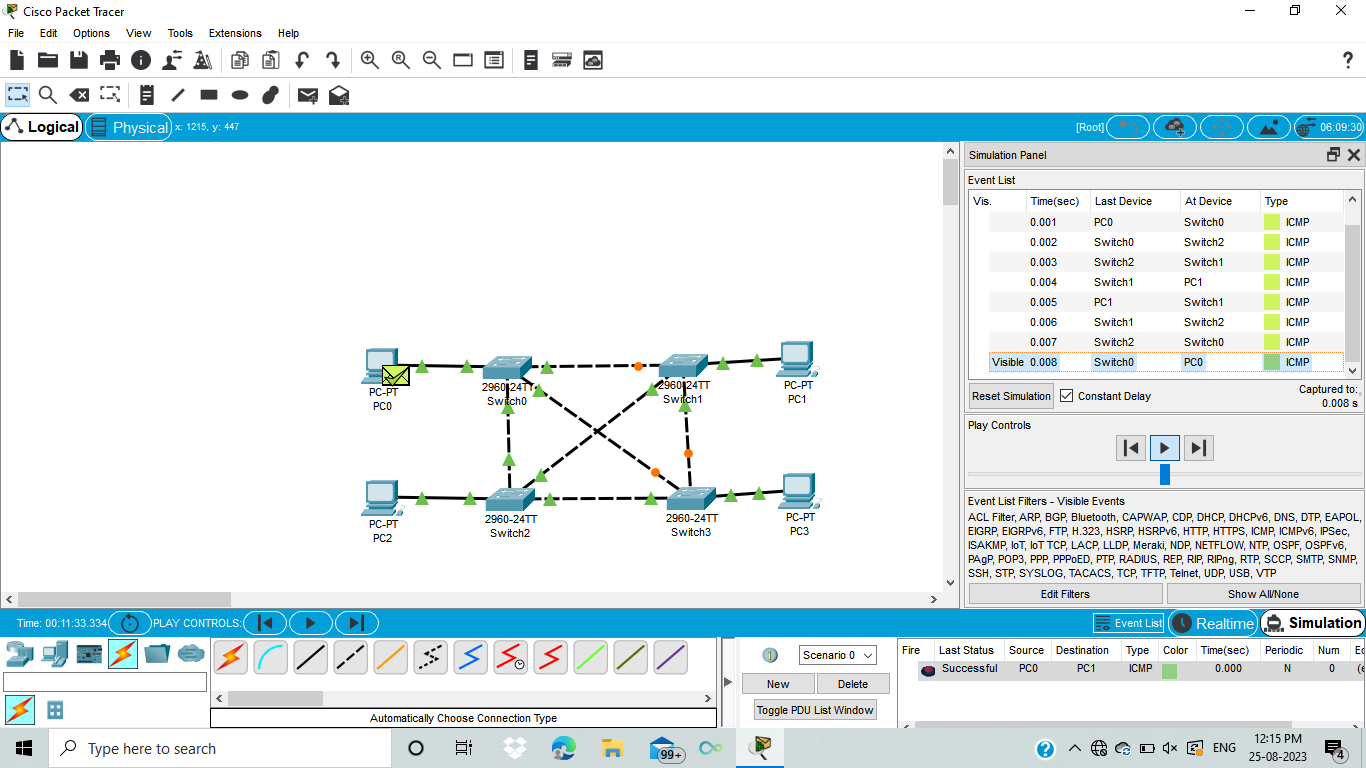 Cisco Packet Tracer
File Edit Options View Tools Extensions Help
Logical
Physical
x: 1215, y: 447
[Root]
06:09:30
PC-PT
PC0
2960-24TT
Switch0
2960-24TT
Switch1
PC-PT
PC1
PC-PT
PC2
2960-24TT
Switch2
2960-24TT
Switch3
PC-PT
PC3
Simulation Panel
Event List
Vis. Time(sec) Last Device At Device Type
0.001 PC0 Switch0 ICMP
0.002 Switch0 Switch2 ICMP
0.003 Switch2 Switch1 ICMP
0.004 Switch1 PC1 ICMP
0.005 PC1 Switch1 ICMP
0.006 Switch1 Switch2 ICMP
0.007 Switch2 Switch0 ICMP
Visible 0.008 Switch0 PC0 ICMP
Reset Simulation
Constant Delay
Captured to:
0.008 s
Play Controls
Event List Filters - Visible Events
ACL Filter, ARP, BGP, Bluetooth, CAPWAP, CDP, DHCP, DHCPv6, DNS, DTP, EAPOL,
EIGRP, EIGRPv6, FTP, H.323, HSRP, HSRPv6, HTTP, HTTPS, ICMP, ICMPv6, IPSec,
ISAKMP, IoT, IoT TCP, LACP, LLDP, Meraki, NDP, NETFLOW, NTP, OSPF, OSPFv6,
PAgP, POP3, PPP, PPPoED, PTP, RADIUS, REP, RIP, RIPng, RTP, SCCP, SMTP, SNMP,
SSH, STP, SYSLOG, TACACS, TCP, TFTP, Telnet, UDP, USB, VTP
Edit Filters
Show All/None
Time: 00:11:33.334
PLAY CONTROLS:
Event List
Realtime
Simulation
Automatically Choose Connection Type
Scenario 0
New
Delete
Toggle PDU List Window
Fire Last Status Source Destination Type Color Time(sec) Periodic Num Ec
Successful PC0 PC1 ICMP 0.000 N 0 (e
Type here to search
99+
ENG
12:15 PM
25-08-2023
4